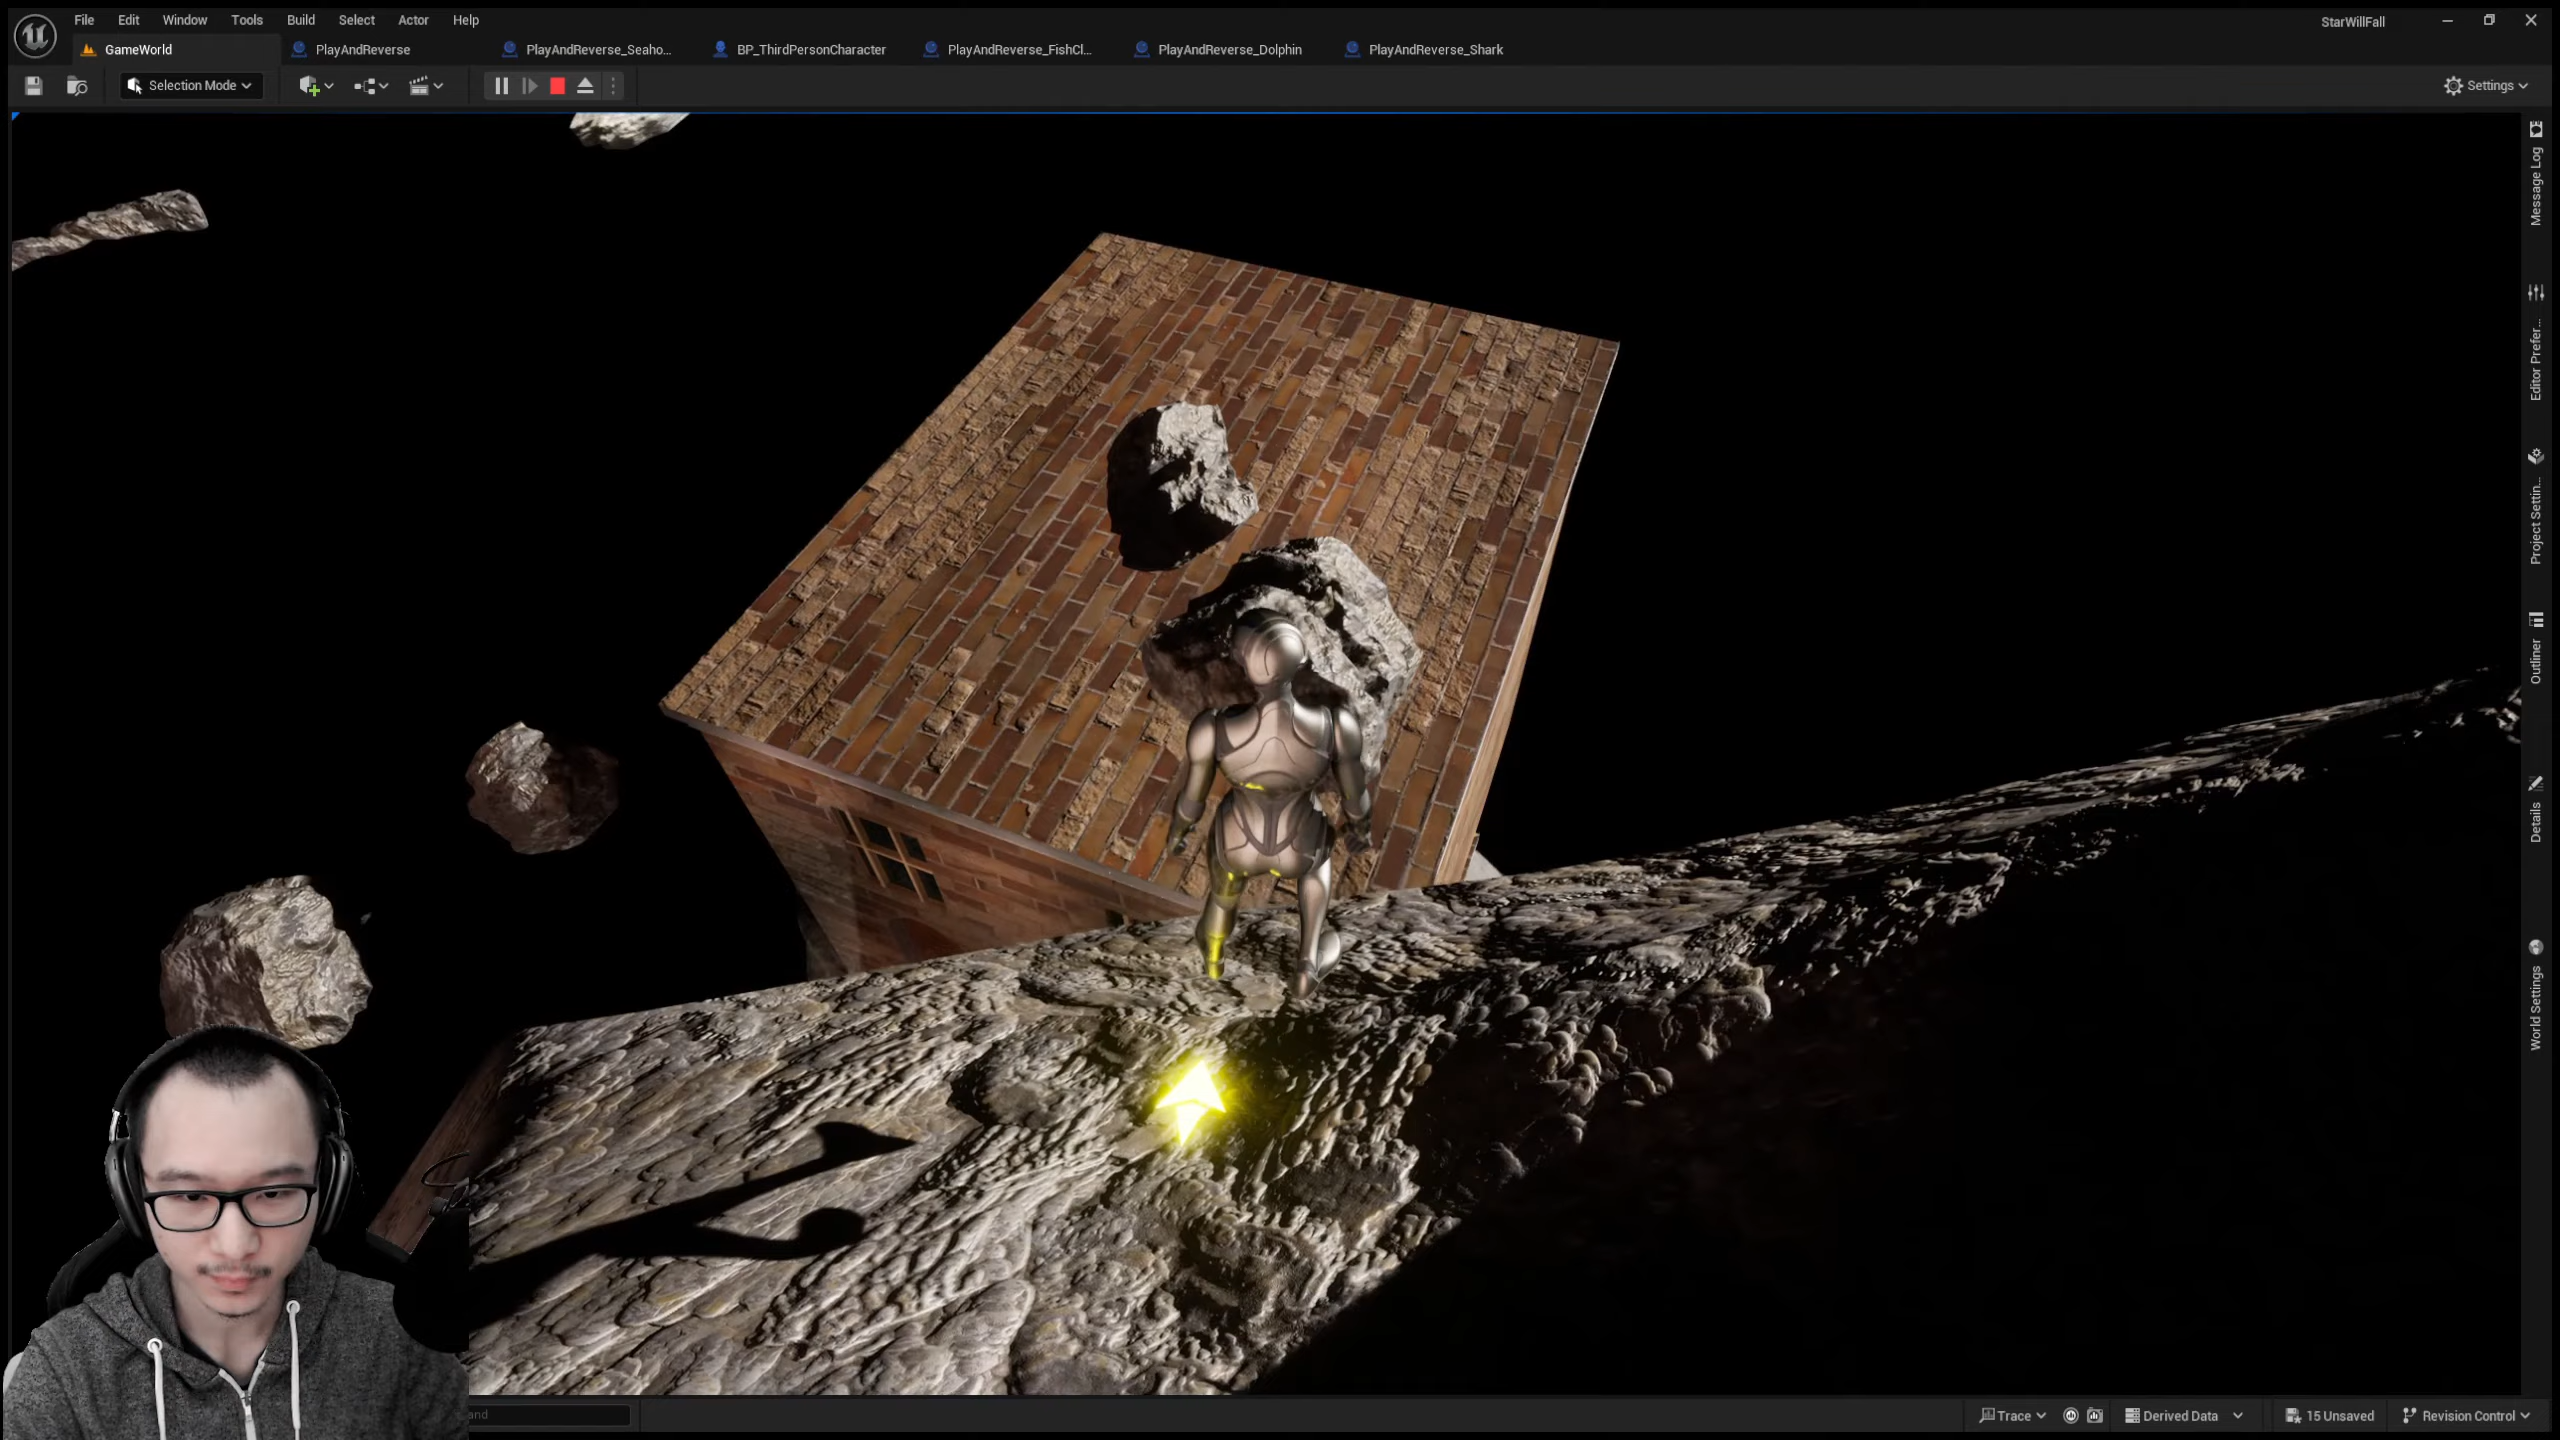 File Edit Window Tools Build Select Actor Help
StarWillFall
GameWorld PlayAndReverse PlayAndReverse_Seaho... BP_ThirdPersonCharacter PlayAndReverse_FishCl... PlayAndReverse_Dolphin PlayAndReverse_Shark
Selection Mode
Settings
Message Log
Editor Prefer...
Project Settin...
Outliner
Details
World Settings
and
Trace Derived Data 15 Unsaved Revision Control